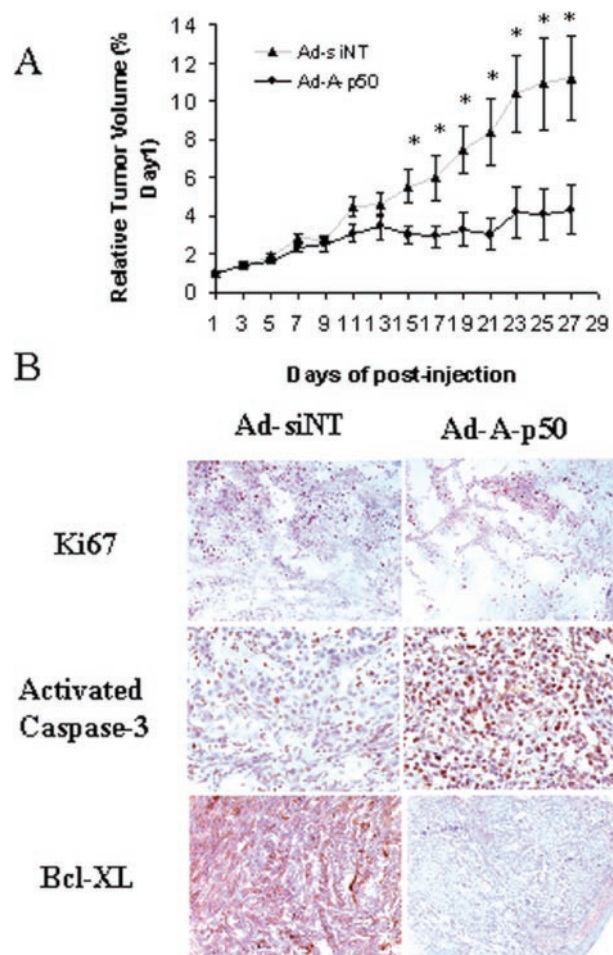 A
Relative Tumor Volume (%
Day1)
14
12
10
8
6
4
2
0
Ad-siNT
Ad-A-p50
* * * * * * *
1 3 5 7 9 11 13 15 17 19 21 23 25 27 29
Days of post-injection
B
Ad-siNT Ad-A-p50
Ki67
Activated
Caspase-3
Bcl-XL